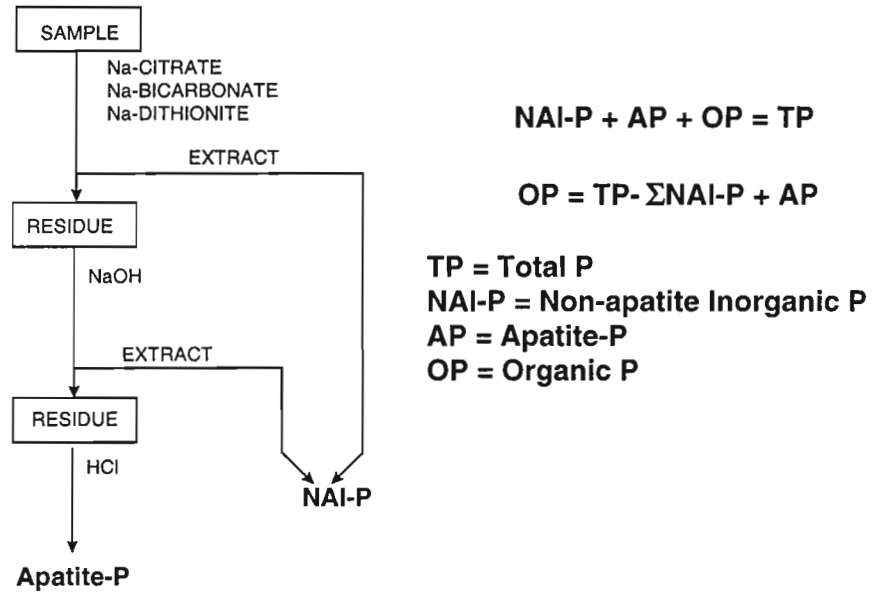 SAMPLE
Na-CITRATE
Na-BICARBONATE
Na-DITHIONITE
EXTRACT
RESIDUE
NaOH
EXTRACT
RESIDUE
HCl
NAI-P
Apatite-P
NAI-P + AP + OP = TP
OP = TP- ΣNAI-P + AP
TP = Total P
NAI-P = Non-apatite Inorganic P
AP = Apatite-P
OP = Organic P